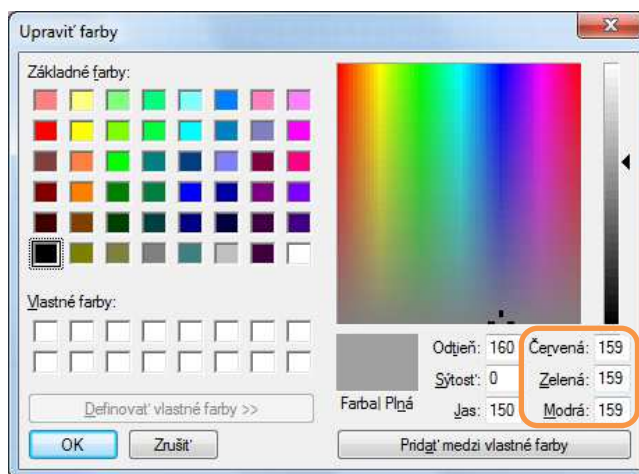 Upraviť farby
Základné farby:
Vlastné farby:
Definovať vlastné farby >>
OK
Zrušiť
Farba| Plná
Odtieň: 160
Sýtosť: 0
Jas: 150
Červená: 159
Zelená: 159
Modrá: 159
Pridať medzi vlastné farby